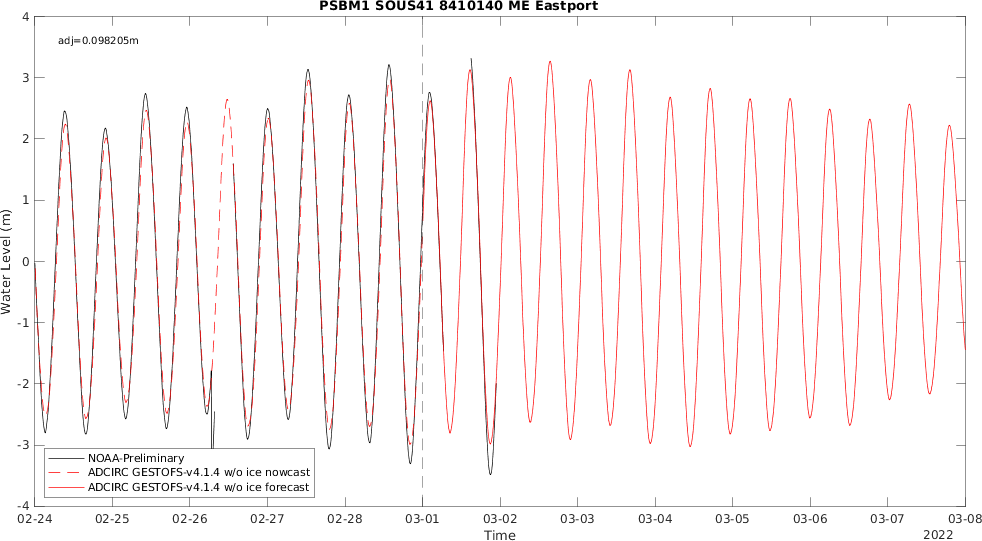 PSBM1 SOUS41 8410140 ME Eastport
adj=0.098205m
Water Level (m)
4
3
2
1
0
-1
-2
-3
-4
NOAA-Preliminary
ADCIRC GESTOFS-v4.1.4 w/o ice nowcast
ADCIRC GESTOFS-v4.1.4 w/o ice forecast
02-24 02-25 02-26 02-27 02-28 03-01 03-02 03-03 03-04 03-05 03-06 03-07 03-08
Time
2022